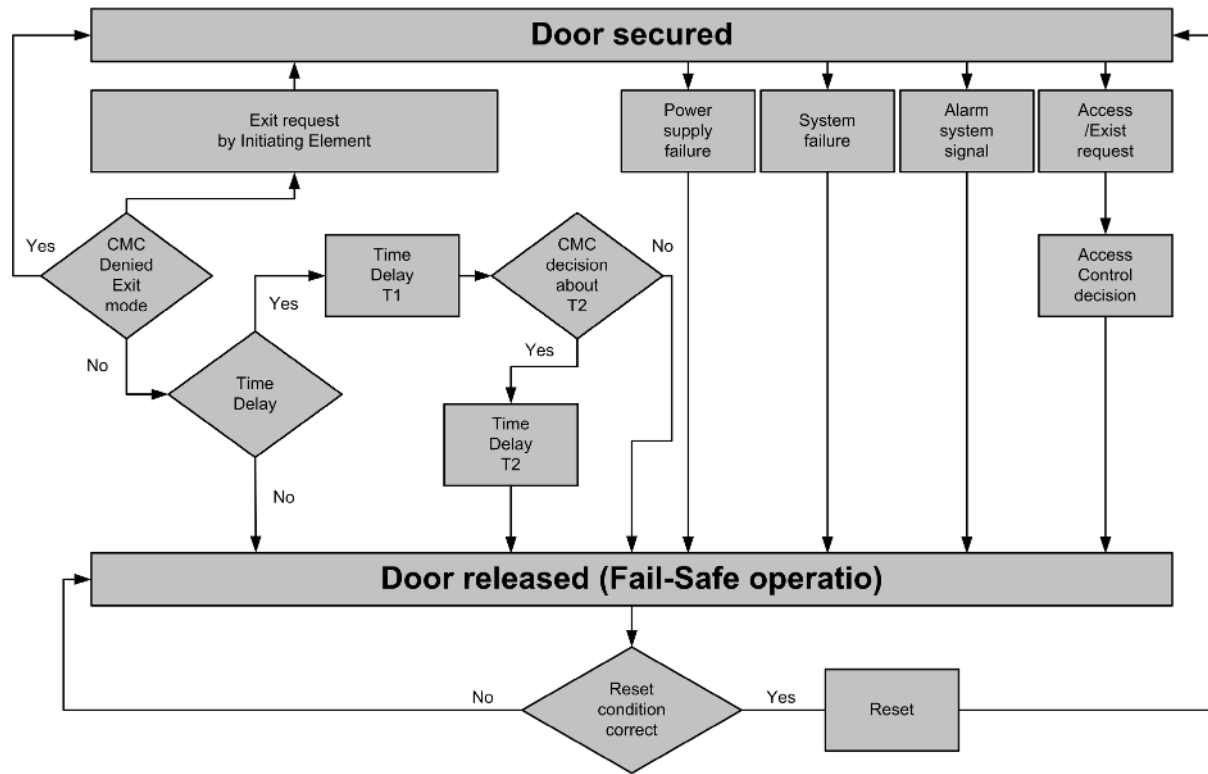 Door secured
Exit request
by Initiating Element
Power
supply
failure
System
failure
Alarm
system
signal
Access
/Exist
request
Yes
CMC
Denied
Exit
mode
Time
Delay
T1
CMC
decision
about
T2
No
Access
Control
decision
Yes
No
Time
Delay
Yes
Time
Delay
T2
No
Door released (Fail-Safe operatio)
No
Reset
condition
correct
Yes
Reset